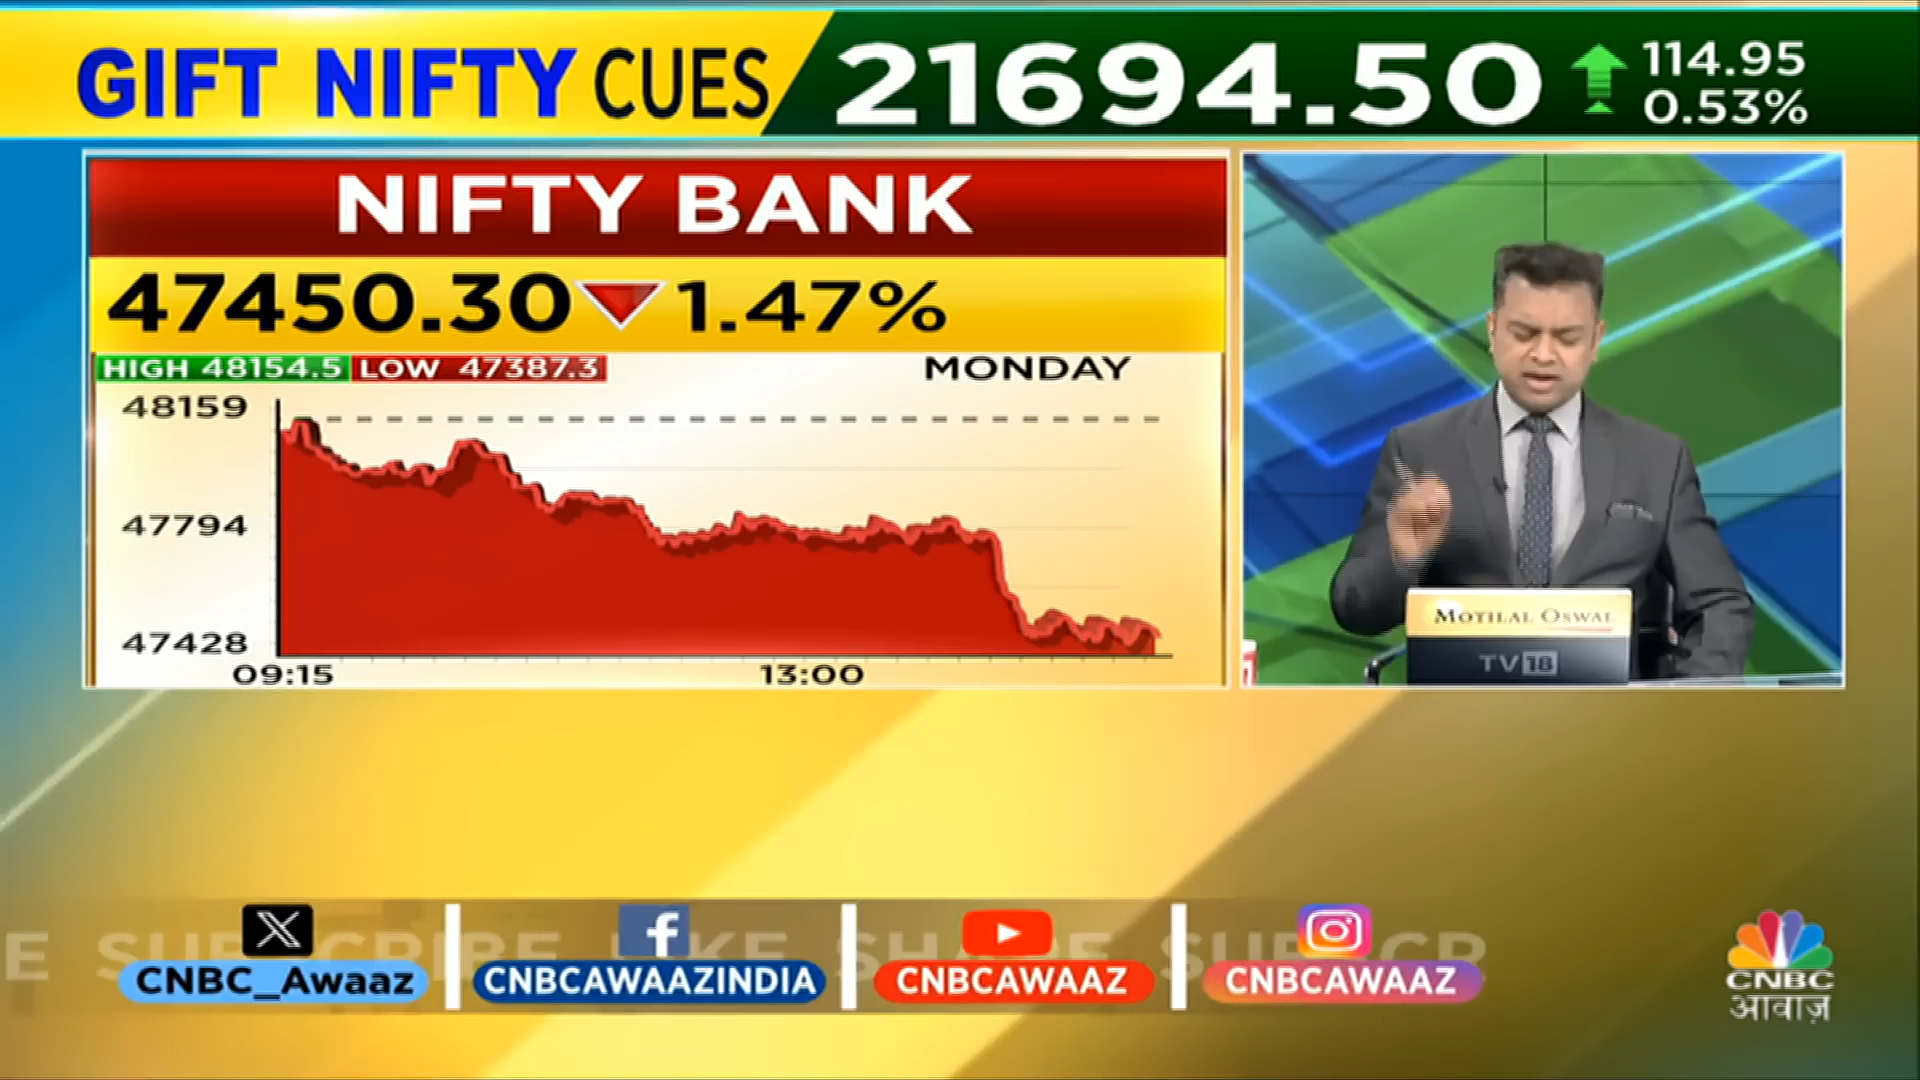 GIFT NIFTY CUES
21694.50
114.95
0.53%
NIFTY BANK
47450.30 1.47%
HIGH 48154.5 LOW 47387.3
MONDAY
48159
47794
47428
09:15 13:00
MOTILAL OSWAL
TV18
CNBC_Awaaz
CNBCAWAAZINDIA
CNBCAWAAZ
CNBCAWAAZ
CNBC
आवाज़